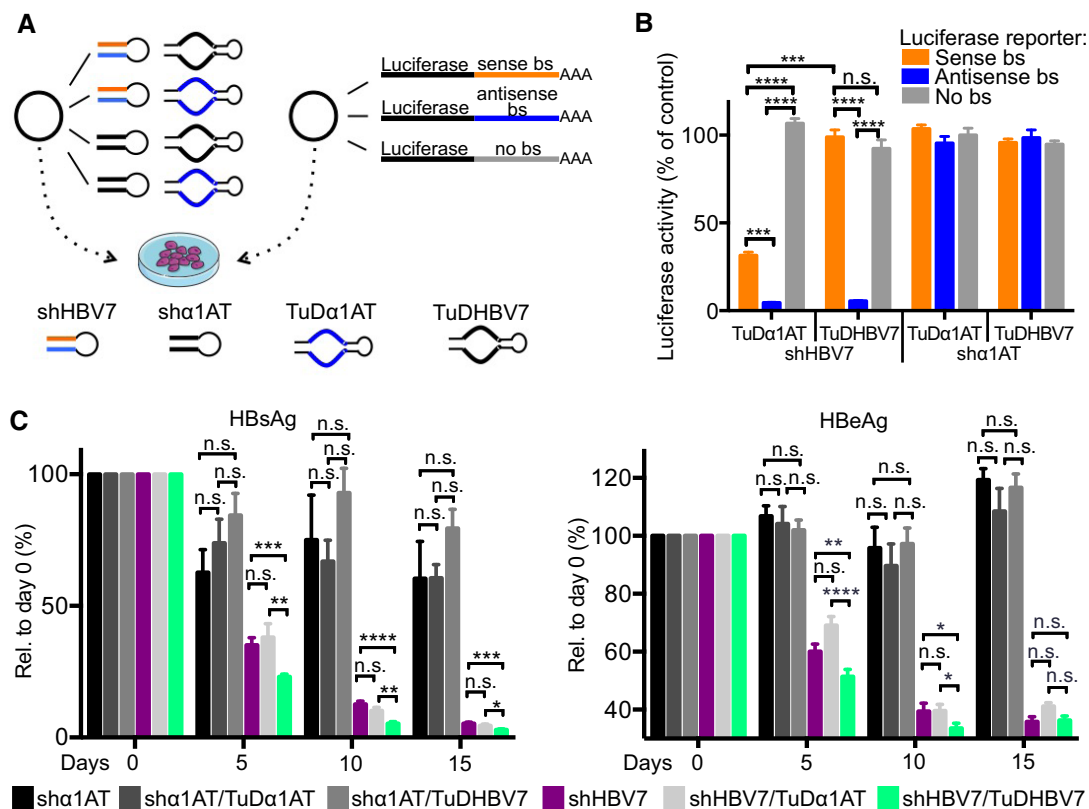 A
Luciferase sense bs AAA
Luciferase antisense bs AAA
Luciferase no bs AAA
shHBV7 shα1AT TuDα1AT TuDHBV7
B
Luciferase reporter:
Sense bs
Antisense bs
No bs
*** n.s.
**** ****
**** ****
***
Luciferase activity (% of control)
100
50
0
TuDα1AT TuDHBV7 TuDα1AT TuDHBV7
shHBV7 shα1AT
C
HBsAg
Rel. to day 0 (%)
100
50
0
n.s. n.s. n.s.
n.s. n.s. n.s.
n.s. n.s. n.s.
*** **** ***
n.s. n.s. n.s.
** ** *
Days 0 5 10 15
HBeAg
Rel. to day 0 (%)
120
100
80
60
40
n.s. n.s. n.s.
n.s. n.s. n.s. n.s. n.s. n.s.
** * n.s.
n.s. n.s. n.s.
**** * n.s.
Days 0 5 10 15
shα1AT shα1AT/TuDα1AT shα1AT/TuDHBV7 shHBV7 shHBV7/TuDα1AT shHBV7/TuDHBV7